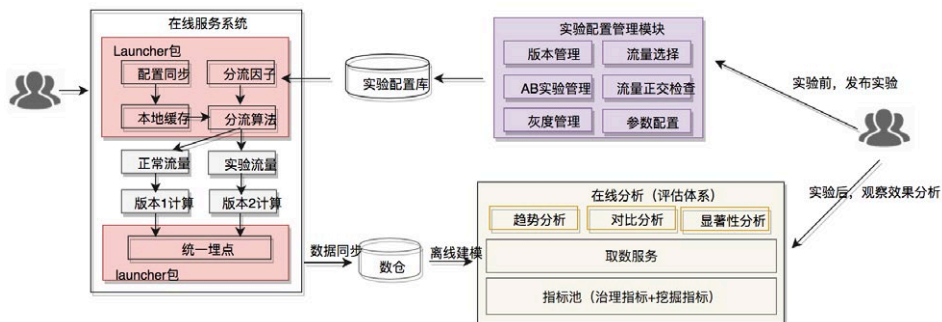 在线服务系统
Launcher包
配置同步
分流因子
本地缓存
分流算法
正常流量
实验流量
版本1计算
版本2计算
统一埋点
launcher包
实验配置库
实验配置管理模块
版本管理
流量选择
AB实验管理
流量正交检查
灰度管理
参数配置
实验前，发布实验
实验后，观察效果分析
数据同步
数仓
离线建模
在线分析（评估体系）
趋势分析
对比分析
显著性分析
取数服务
指标池（治理指标+挖掘指标）